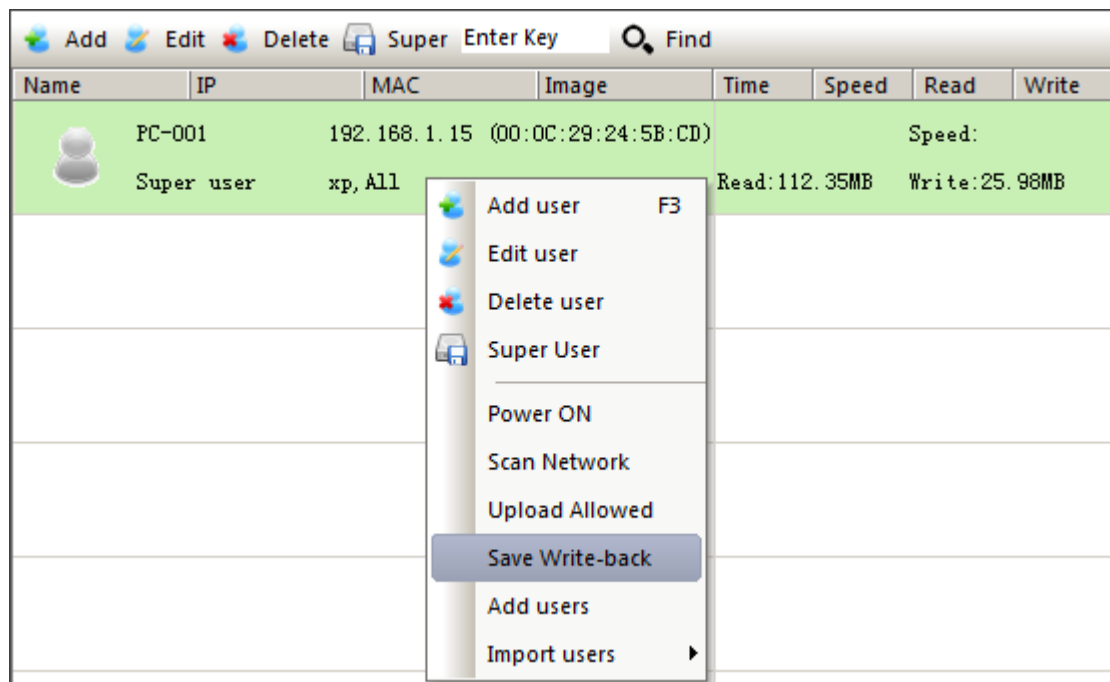 Add Edit Delete Super Enter Key Find
Name IP MAC Image Time Speed Read Write
PC-001 192.168.1.15 (00:0C:29:24:5B:CD) Speed:
Super user xp,All Read:112.35MB Write:25.98MB
Add user F3
Edit user
Delete user
Super User
Power ON
Scan Network
Upload Allowed
Save Write-back
Add users
Import users